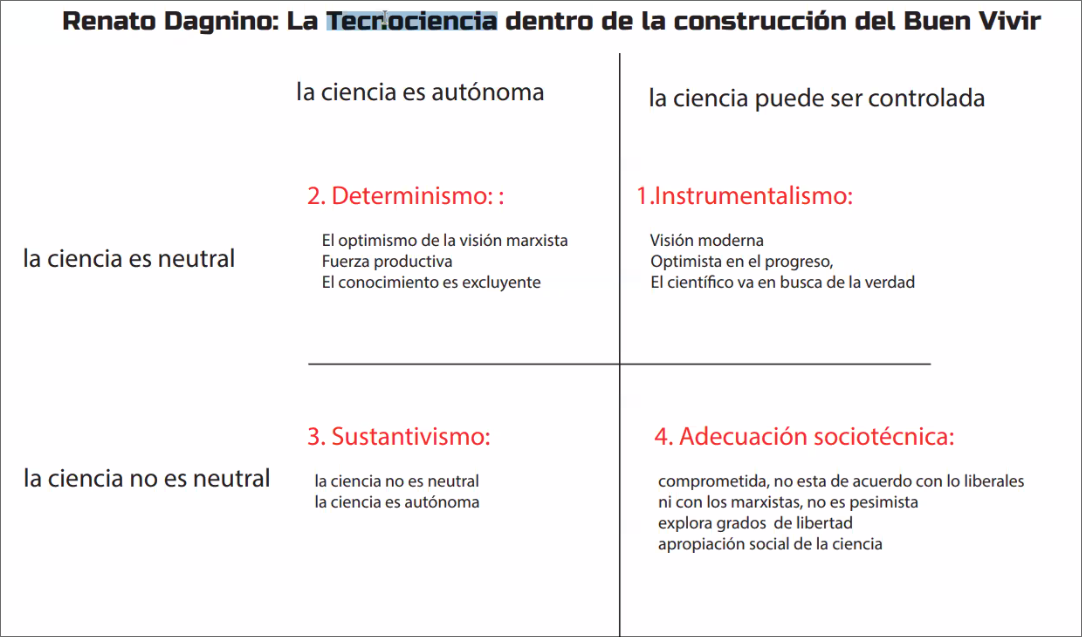 Renato Dagnino: La Tecnociencia dentro de la construcción del Buen Vivir
la ciencia es autónoma
la ciencia puede ser controlada
la ciencia es neutral
2. Determinismo: :
El optimismo de la visión marxista
Fuerza productiva
El conocimiento es excluyente
1.Instrumentalismo:
Visión moderna
Optimista en el progreso,
El científico va en busca de la verdad
la ciencia no es neutral
3. Sustantivismo:
la ciencia no es neutral
la ciencia es autónoma
4. Adecuación sociotécnica:
comprometida, no esta de acuerdo con lo liberales
ni con los marxistas, no es pesimista
explora grados de libertad
apropiación social de la ciencia